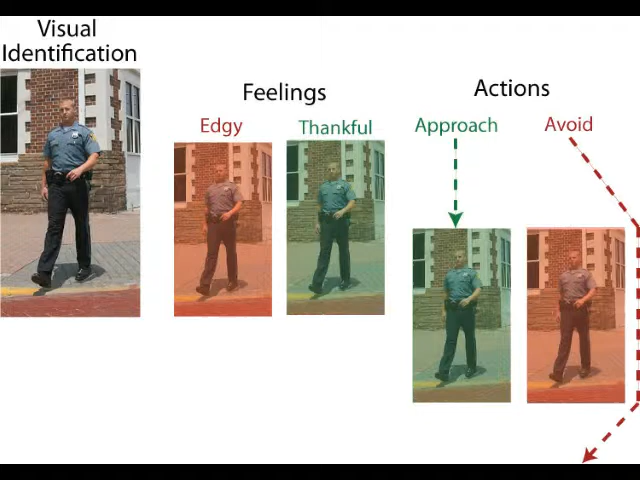 Visual
Identification
Feelings
Actions
Edgy
Thankful
Approach
Avoid